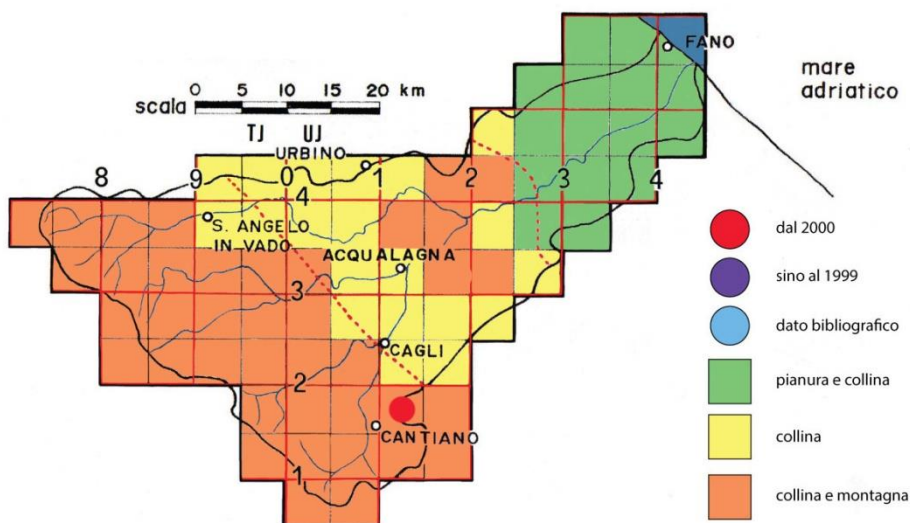 FANO
mare
adriatico
0 5 10 15 20 km
scala
TJ UJ
URBINO
8 9 0 1 2 3 4
4
S. ANGELO
IN VADO
ACQUALAGNA
3
CAGLI
2
CANTIANO
1
dal 2000
sino al 1999
dato bibliografico
pianura e collina
collina
collina e montagna